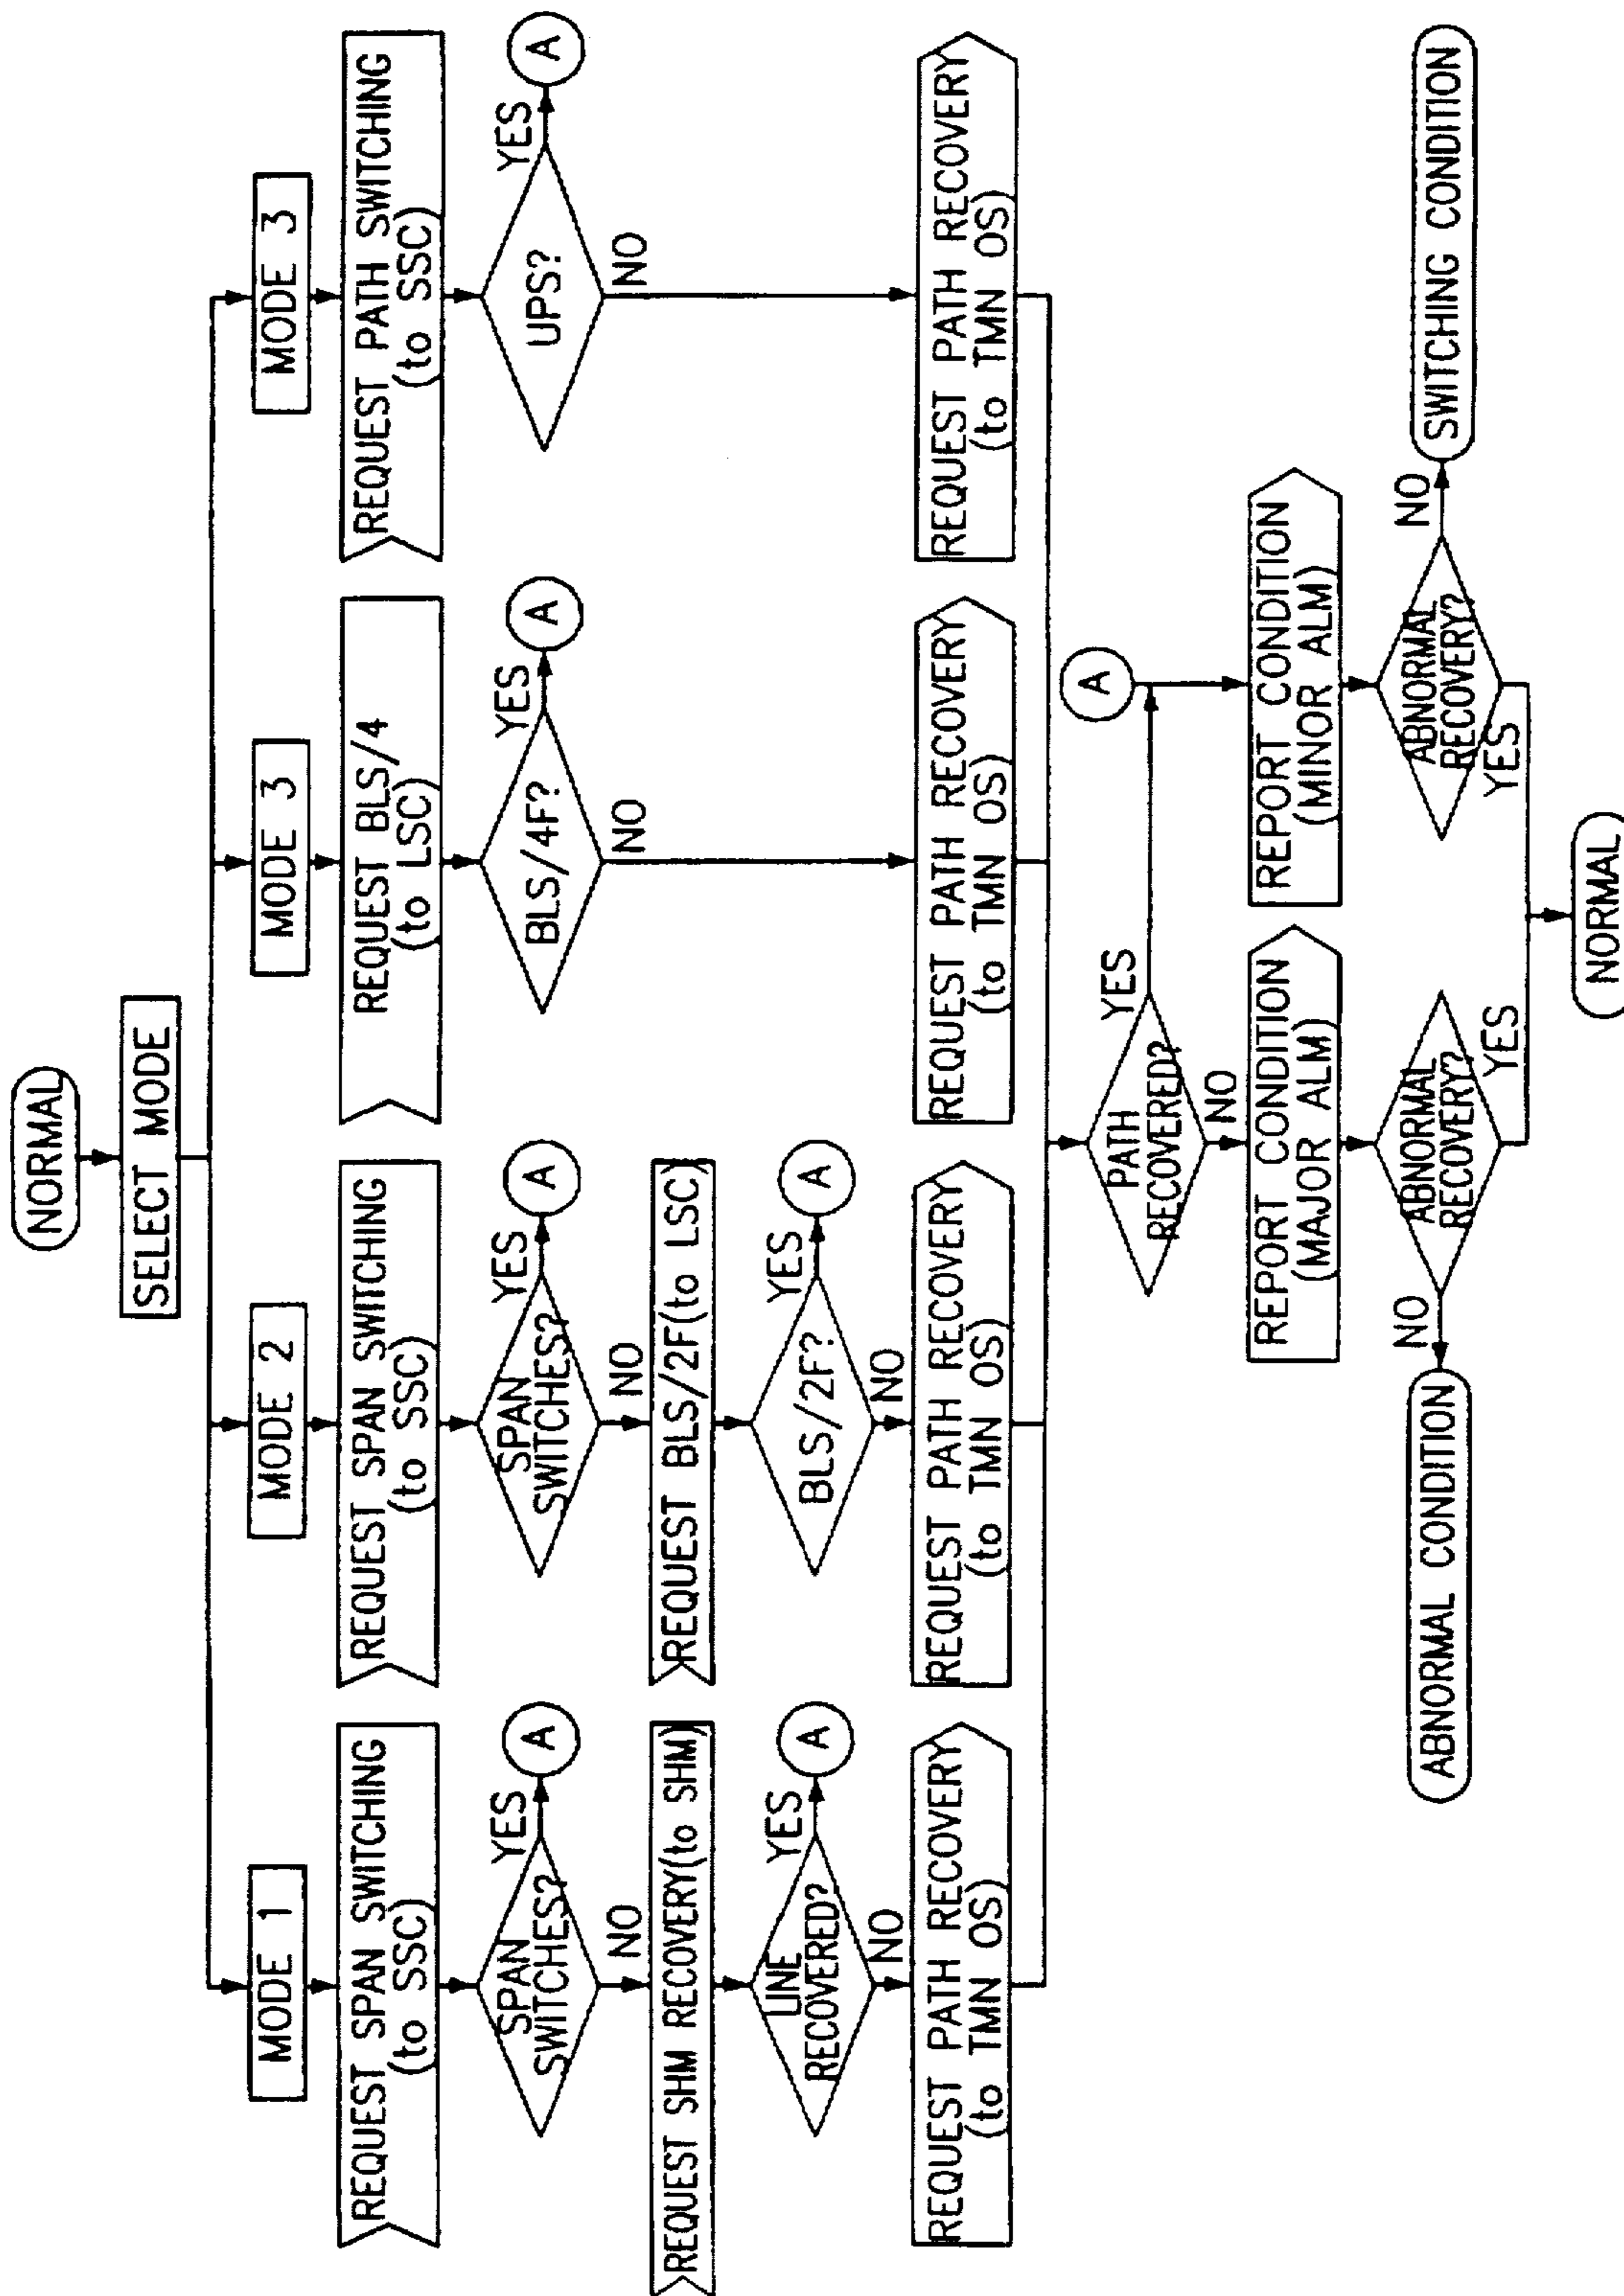 NORMAL
SELECT MODE
MODE 1
MODE 2
MODE 3
MODE 3
REQUEST SPAN SWITCHING
(to SSC)
REQUEST SPAN SWITCHING
(to SSC)
REQUEST BLS/4
(to LSC)
REQUEST PATH SWITCHING
(to SSC)
SPAN
SWITCHES?
YES
A
NO
SPAN
SWITCHES?
YES
A
NO
BLS/4F?
YES
A
NO
UPS?
YES
A
NO
REQUEST SHM RECOVERY(to SHM)
REQUEST BLS/2F(to LSC)
LINE
RECOVERED?
YES
A
NO
BLS/2F?
YES
A
NO
REQUEST PATH RECOVERY
(to TMN OS)
REQUEST PATH RECOVERY
(to TMN OS)
REQUEST PATH RECOVERY
(to TMN OS)
REQUEST PATH RECOVERY
(to TMN OS)
PATH
RECOVERED?
YES
NO
A
REPORT CONDITION
(MAJOR ALM)
REPORT CONDITION
(MINOR ALM)
ABNORMAL CONDITION
NO
ABNORMAL
RECOVERY?
YES
ABNORMAL
RECOVERY?
YES
NO
SWITCHING CONDITION
NORMAL